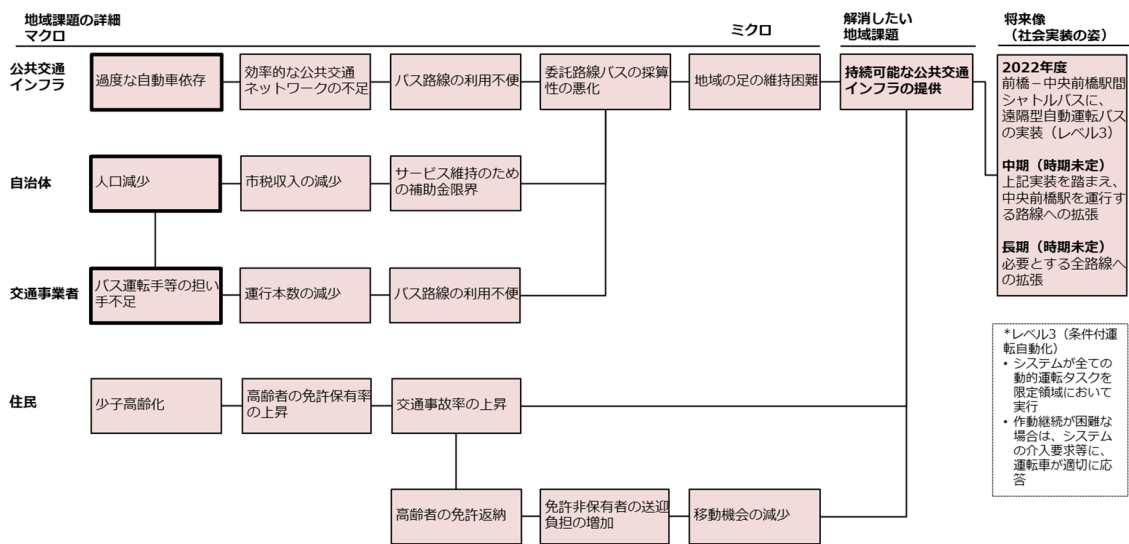 地域課題の詳細
マクロ
ミクロ
解消したい
地域課題
将来像
（社会実装の姿）
公共交通
インフラ
過度な自動車依存
効率的な公共交通
ネットワークの不足
バス路線の利用不便
委託路線バスの採算
性の悪化
地域の足の維持困難
持続可能な公共交通
インフラの提供
2022年度
前橋－中央前橋駅間
シャトルバスに、
遠隔型自動運転バス
の実装（レベル3）
中期（時期未定）
上記実装を踏まえ、
中央前橋駅を運行す
る路線への拡張
長期（時期未定）
必要とする全路線へ
の拡張
自治体
人口減少
市税収入の減少
サービス維持のため
の補助金限界
交通事業者
バス運転手等の担い
手不足
運行本数の減少
バス路線の利用不便
住民
少子高齢化
高齢者の免許保有率
の上昇
交通事故率の上昇
高齢者の免許返納
免許非保有者の送迎
負担の増加
移動機会の減少
*レベル3（条件付運
転自動化）
• システムが全ての
動的運転タスクを
限定領域において
実行
• 作動継続が困難な
場合は、システム
の介入要求等に、
運転車が適切に応
答